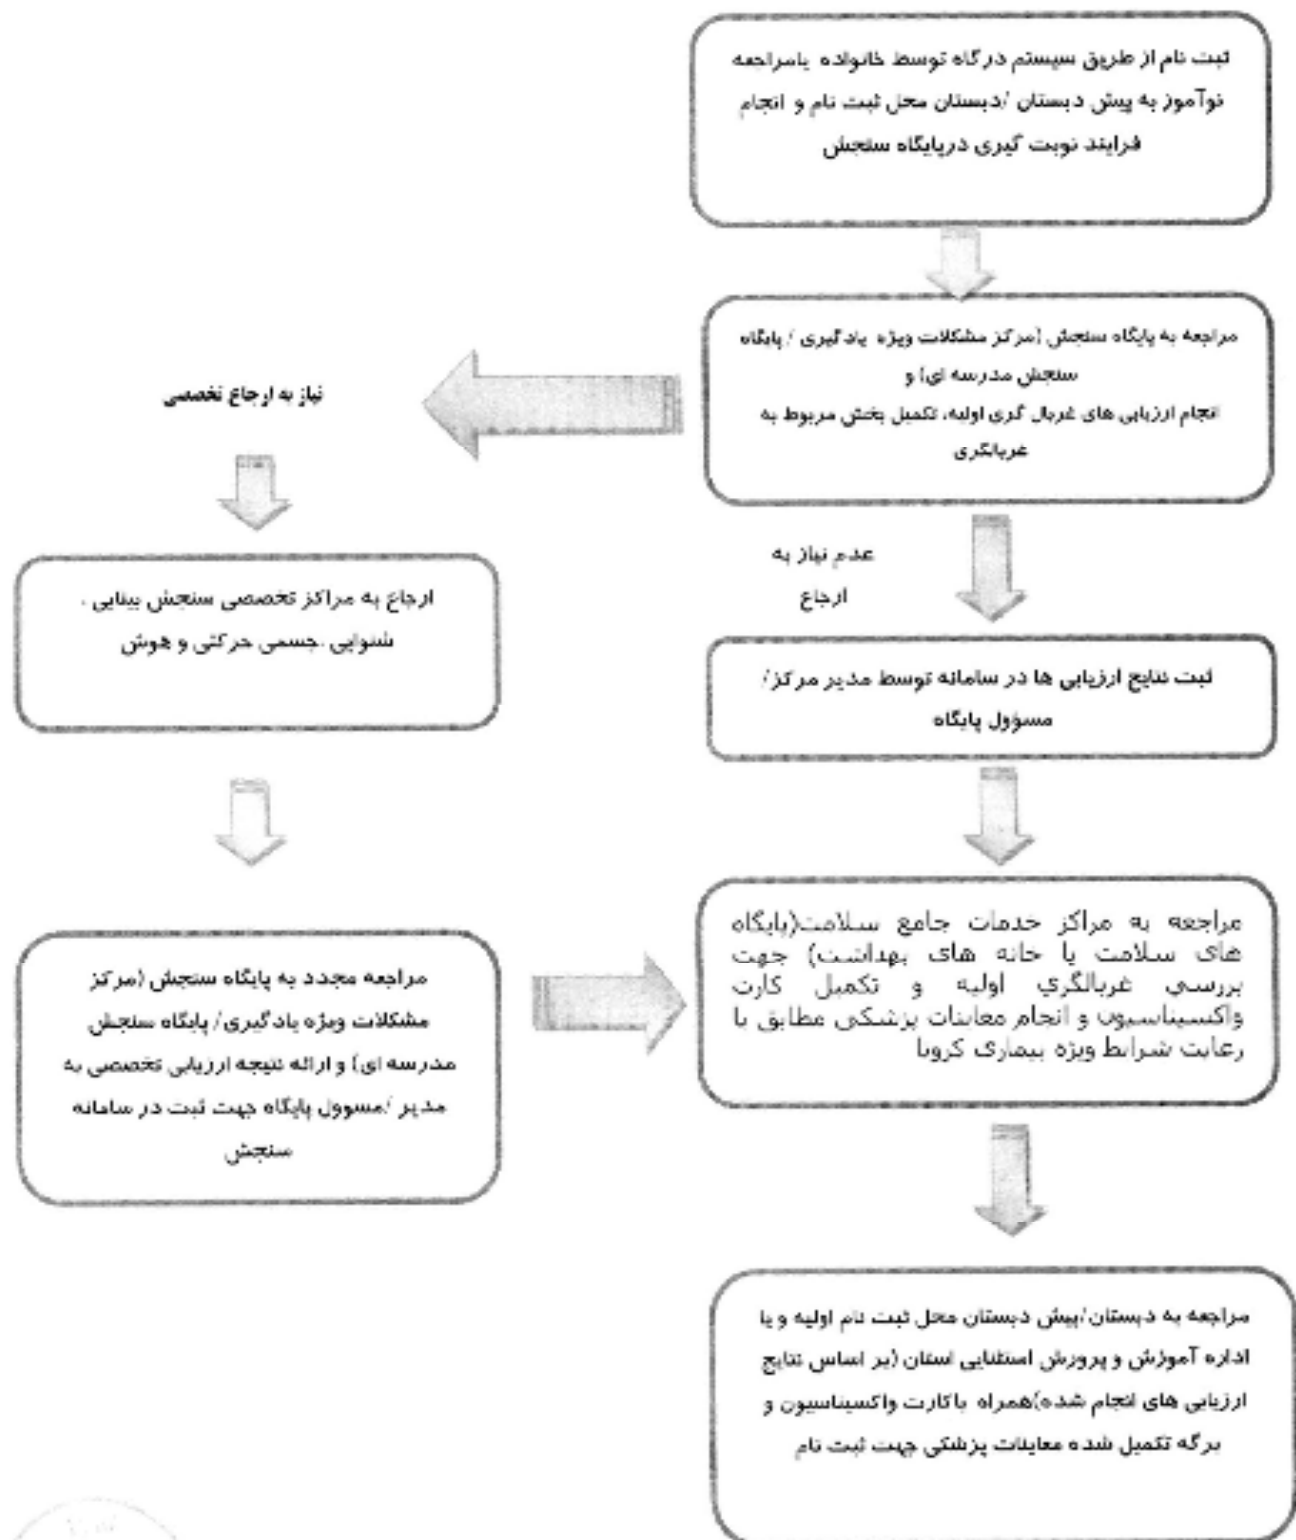 ثبت نام از طریق سیستم درگاه توسط خانواده یامراجعه
نوآموز به پیش دبستان /دبستان محل ثبت نام و انجام
فرایند نوبت گیری درپایگاه سنجش
مراجعه به پایگاه سنجش (مرکز مشکلات ویژه یادگیری / پایگاه
سنجش مدرسه ای) و
انجام ارزیابی های غربال گری اولیه، تکمیل بخش مربوط به
غربالگری
نیاز به ارجاع تخصصی
عدم نیاز به
ارجاع
ارجاع به مراکز تخصصی سنجش بینایی ،
شنوایی ،جسمی حرکتی و هوش
ثبت نتایج ارزیابی ها در سامانه توسط مدیر مرکز/
مسؤول پایگاه
مراجعه مجدد به پایگاه سنجش (مرکز
مشکلات ویژه یادگیری/ پایگاه سنجش
مدرسه ای) و ارائه نتیجه ارزیابی تخصصی به
مدیر /مسوول پایگاه جهت ثبت در سامانه
سنجش
مراجعه به مراکز خدمات جامع سلامت(پایگاه
های سلامت یا خانه های بهداشت) جهت
بررسي غربالگري اولیه و تکمیل کارت
واکسیناسیون و انجام معاینات پزشکی مطابق با
رعایت شرایط ویژه بیماری کرونا
مراجعه به دبستان/پیش دبستان محل ثبت نام اولیه و یا
اداره آموزش و پرورش استثنایی استان (بر اساس نتایج
ارزیابی های انجام شده)همراه باکارت واکسیناسیون و
برگه تکمیل شده معاینات پزشکی جهت ثبت نام